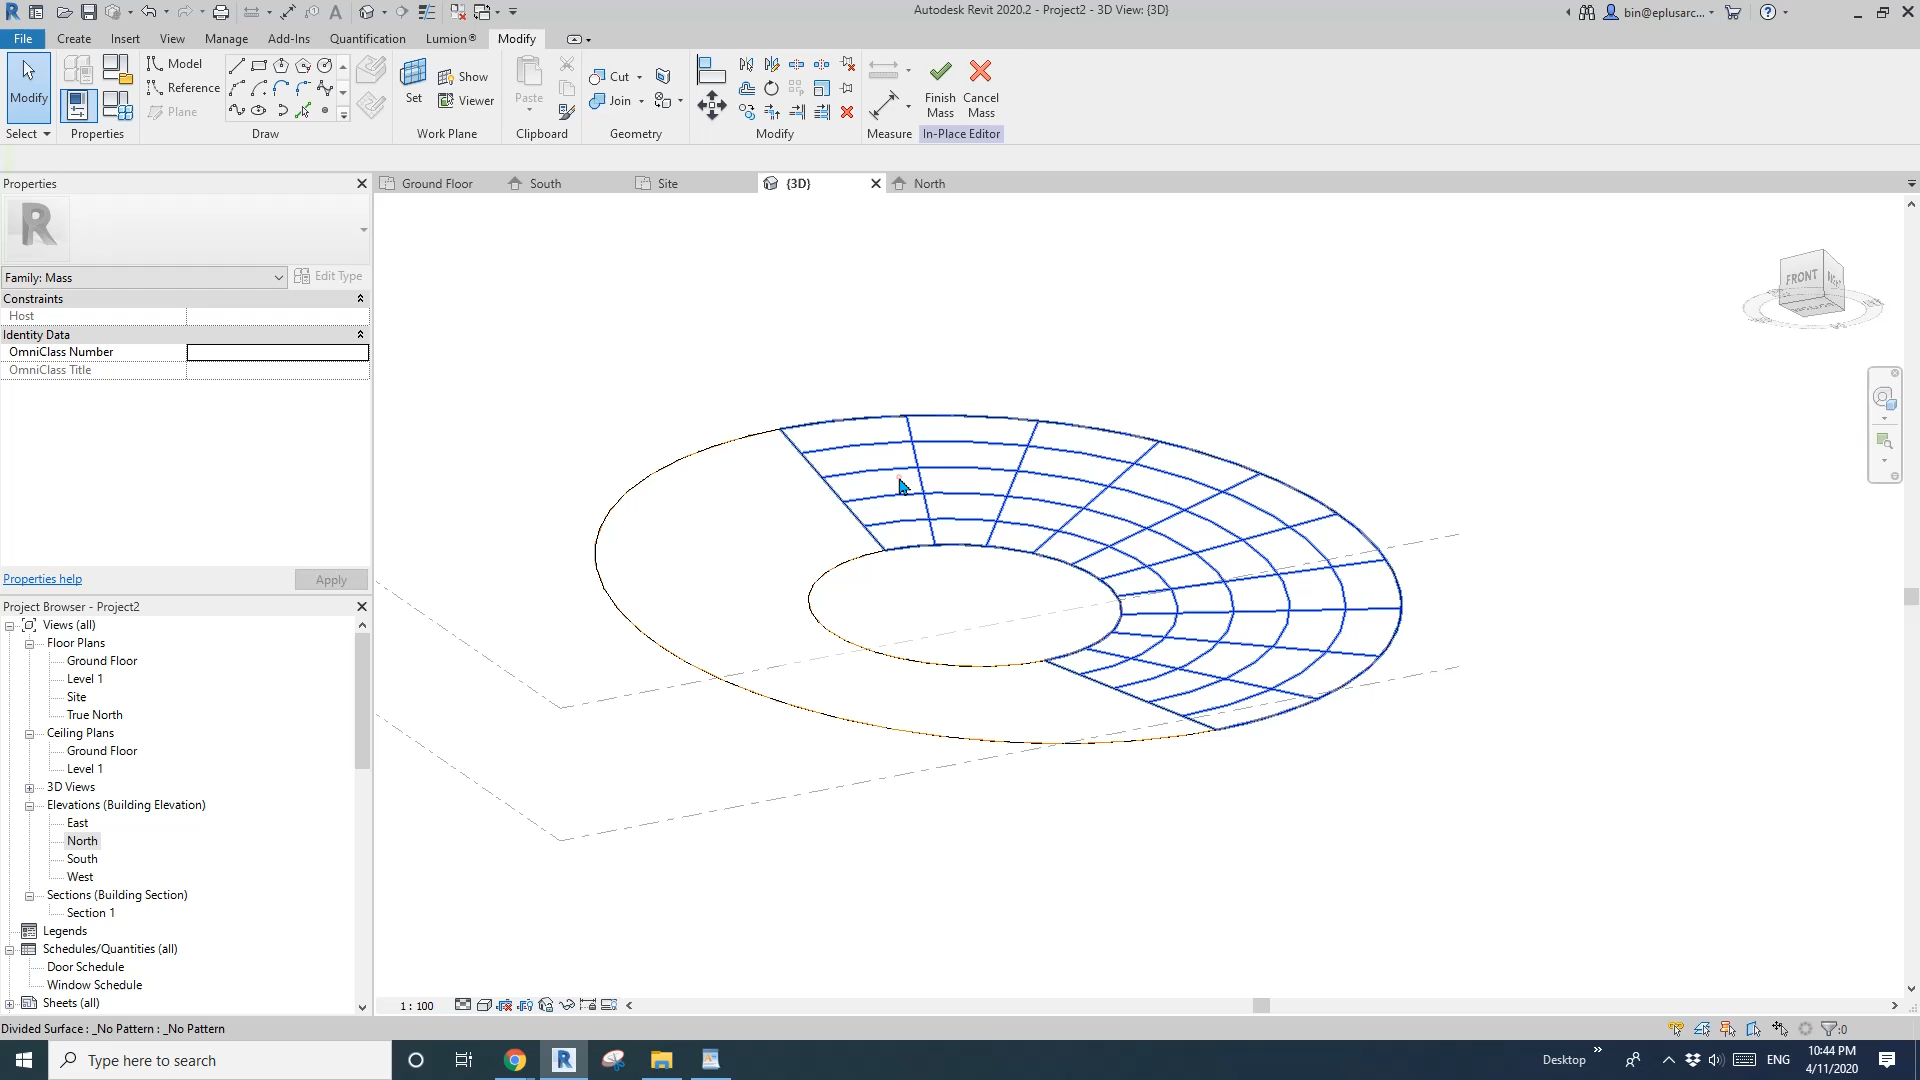 Autodesk Revit 2020.2 - Project2 - 3D View: {3D}
bin@eplusarc...
File Create Insert View Manage Add-Ins Quantification Lumion® Modify
Modify
Select
Properties
Model
Reference
Plane
Draw
Set
Show
Viewer
Work Plane
Paste
Clipboard
Cut
Join
Geometry
Modify
Measure
Finish Mass
Cancel Mass
In-Place Editor
Properties
Ground Floor South Site {3D} North
Family: Mass
Edit Type
Constraints
Host
Identity Data
OmniClass Number
OmniClass Title
Properties help
Apply
FRONT
Project Browser - Project2
Views (all)
Floor Plans
Ground Floor
Level 1
Site
True North
Ceiling Plans
Ground Floor
Level 1
3D Views
Elevations (Building Elevation)
East
North
South
West
Sections (Building Section)
Section 1
Legends
Schedules/Quantities (all)
Door Schedule
Window Schedule
Sheets (all)
1 : 100
Divided Surface : _No Pattern : _No Pattern
:0
Type here to search
Desktop
ENG
10:44 PM
4/11/2020